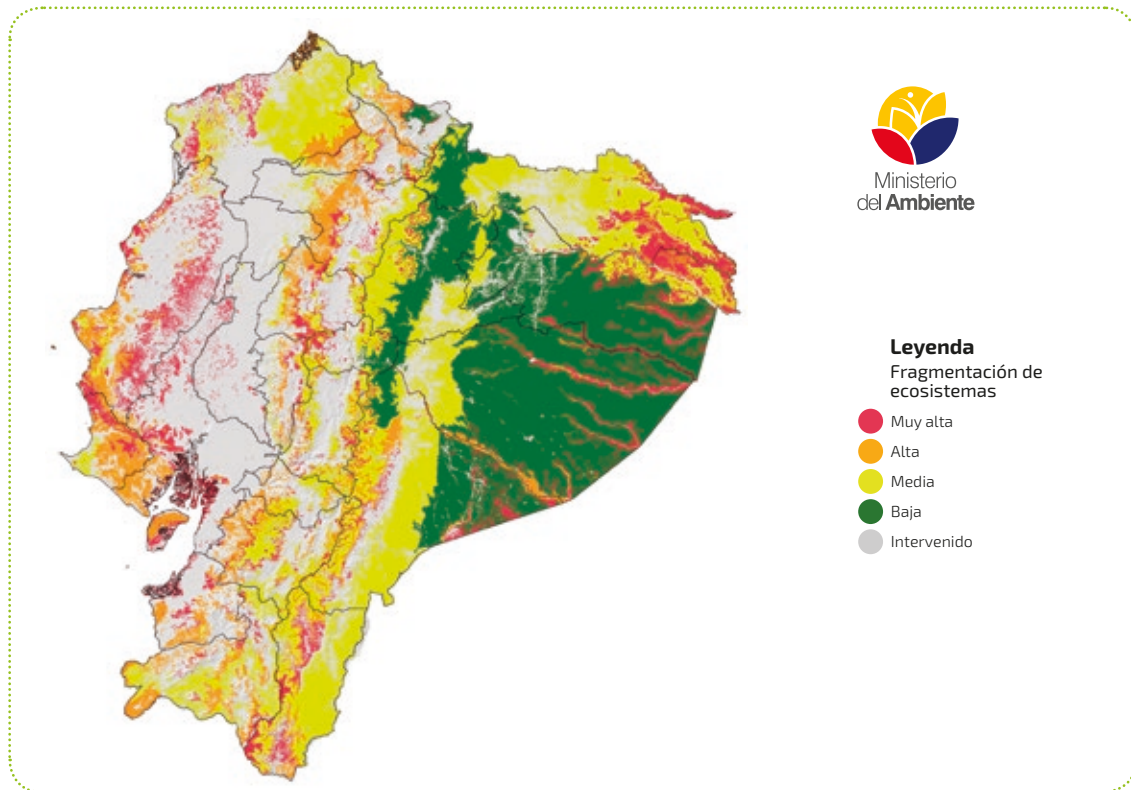 Ministerio
del Ambiente
Leyenda
Fragmentación de
ecosistemas
Muy alta
Alta
Media
Baja
Intervenido